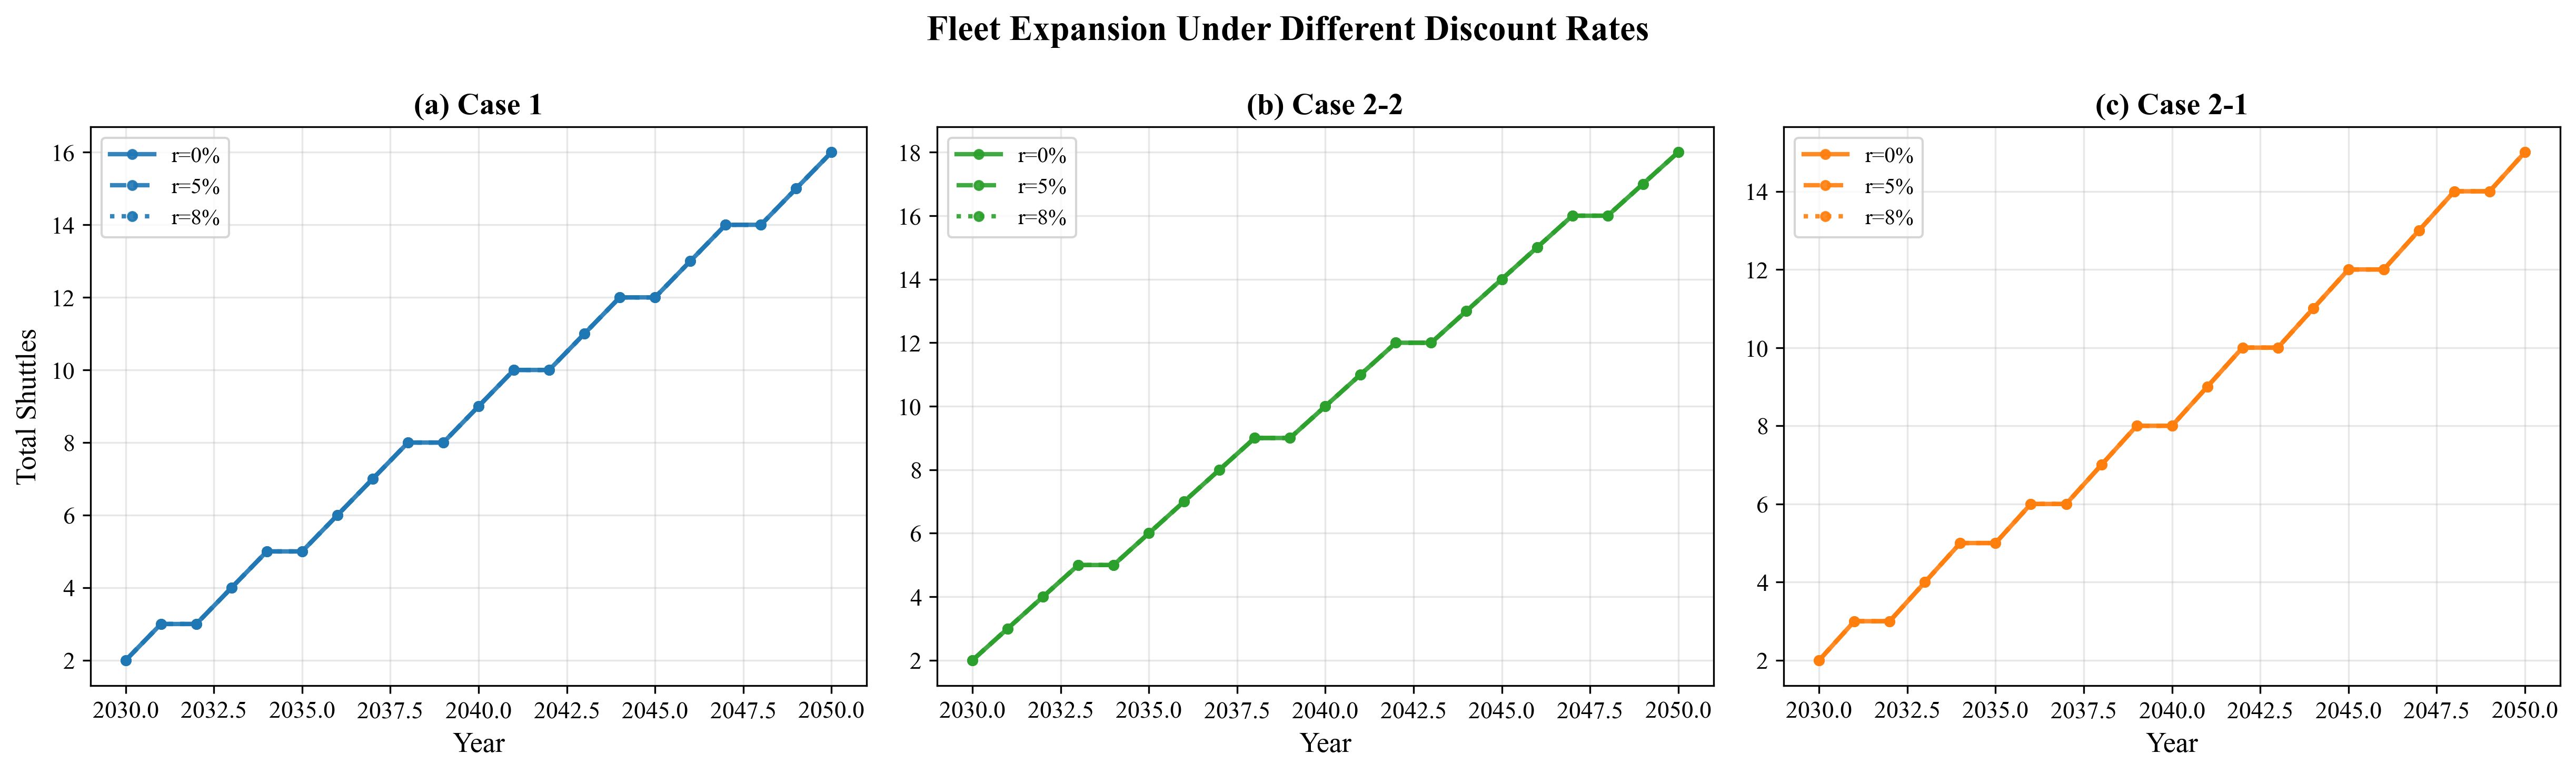 Fleet Expansion Under Different Discount Rates
(a) Case 1
r=0%
r=5%
r=8%
Total Shuttles
16
14
12
10
8
6
4
2
2030.0 2032.5 2035.0 2037.5 2040.0 2042.5 2045.0 2047.5 2050.0
Year
(b) Case 2-2
r=0%
r=5%
r=8%
18
16
14
12
10
8
6
4
2
2030.0 2032.5 2035.0 2037.5 2040.0 2042.5 2045.0 2047.5 2050.0
Year
(c) Case 2-1
r=0%
r=5%
r=8%
14
12
10
8
6
4
2
2030.0 2032.5 2035.0 2037.5 2040.0 2042.5 2045.0 2047.5 2050.0
Year